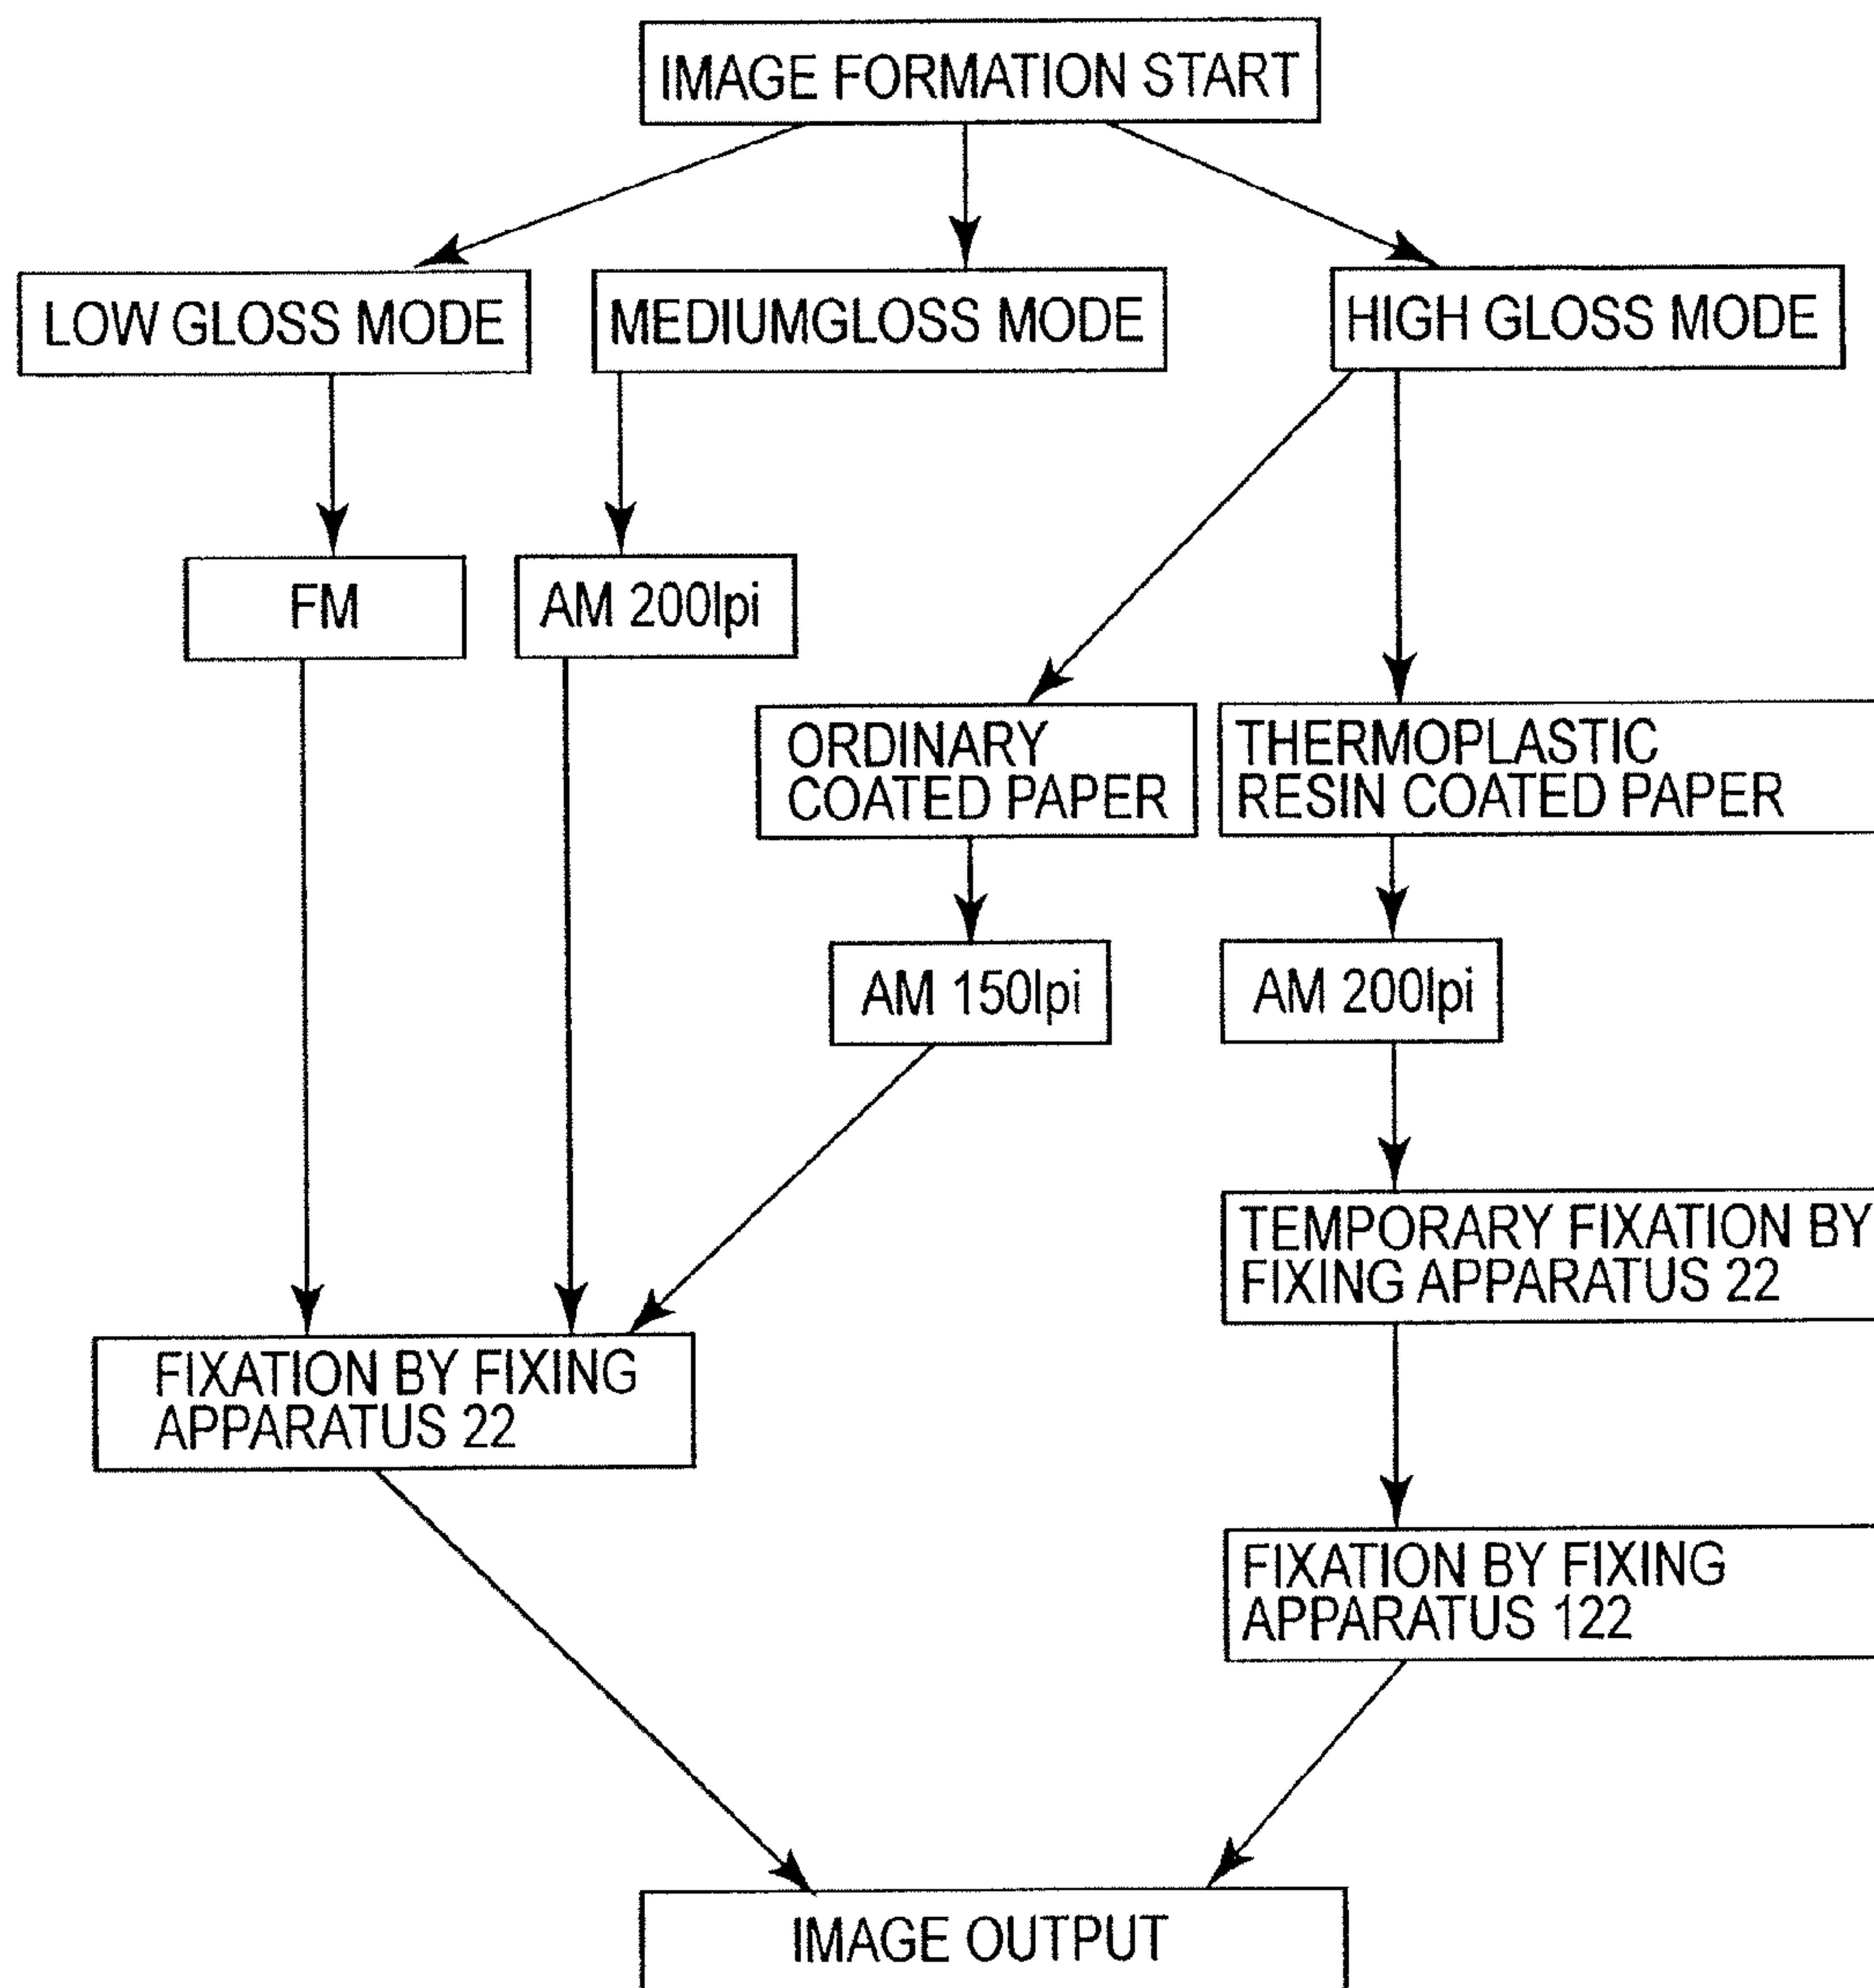 IMAGE FORMATION START
LOW GLOSS MODE
MEDIUMGLOSS MODE
HIGH GLOSS MODE
FM
AM 200lpi
ORDINARY
COATED PAPER
THERMOPLASTIC
RESIN COATED PAPER
AM 150lpi
AM 200lpi
TEMPORARY FIXATION BY
FIXING APPARATUS 22
FIXATION BY FIXING
APPARATUS 22
FIXATION BY FIXING
APPARATUS 122
IMAGE OUTPUT